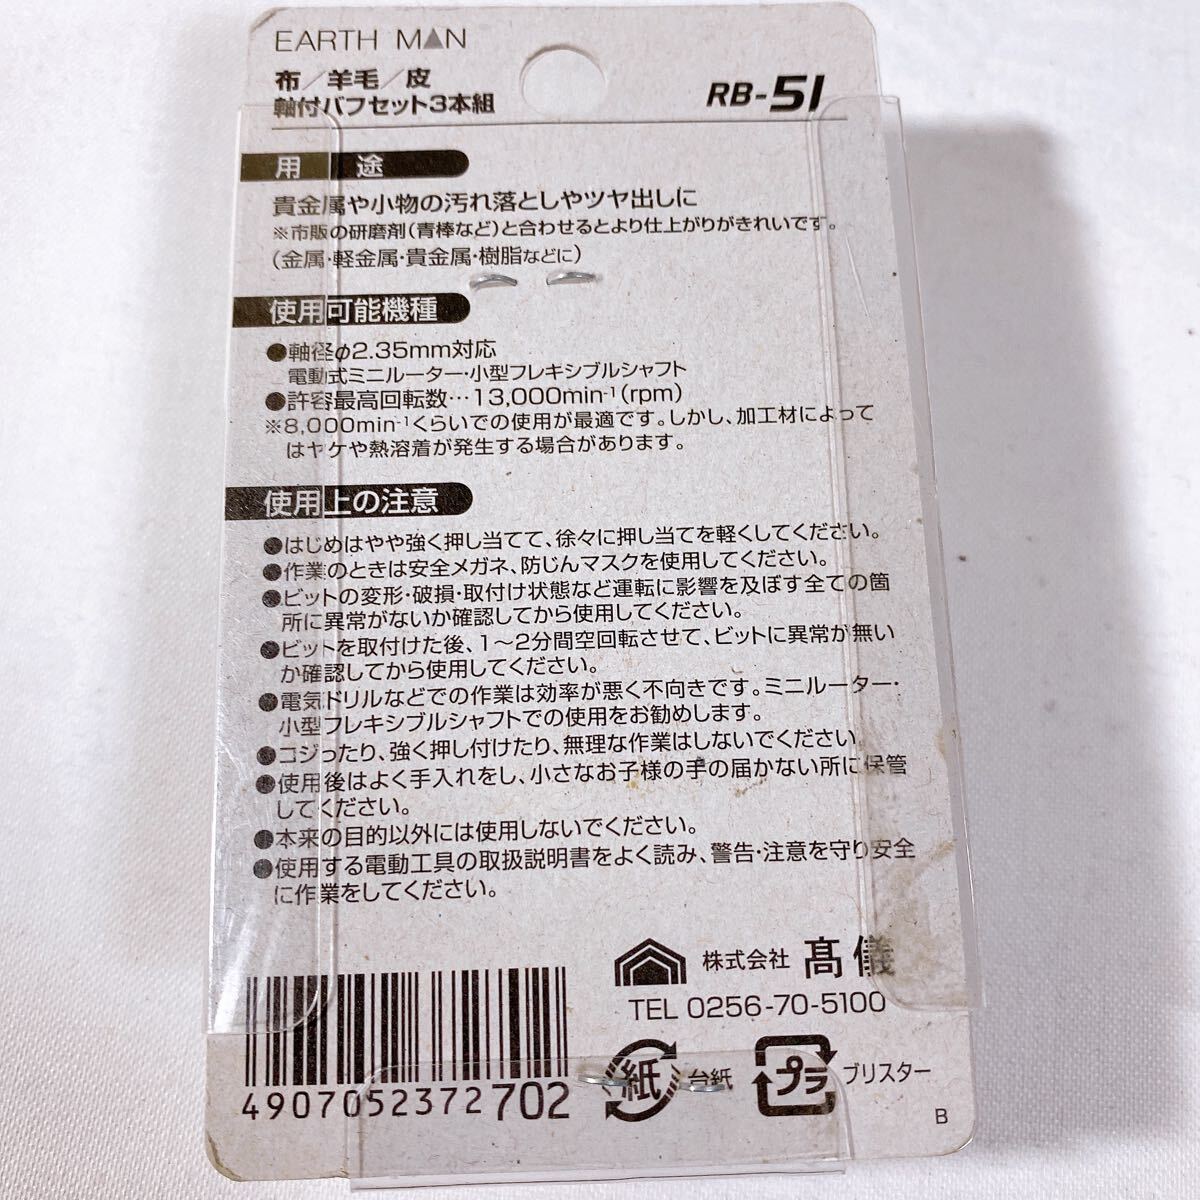 EARTH MAN
布／羊毛／皮
軸付バフセット3本組
RB-51
用途
貴金属や小物の汚れ落としやツヤ出しに
※市販の研磨剤(青棒など)と合わせるとより仕上がりがきれいです。
(金属・軽金属・貴金属・樹脂などに)
使用可能機種
●軸径φ2.35mm対応
電動式ミニルーター・小型フレキシブルシャフト
●許容最高回転数…13,000min⁻¹(rpm)
※8,000min⁻¹くらいでの使用が最適です。しかし、加工材によって
はヤケや熱溶着が発生する場合があります。
使用上の注意
●はじめはやや強く押し当てて、徐々に押し当てを軽くしてください。
●作業のときは安全メガネ、防じんマスクを使用してください。
●ビットの変形・破損・取付け状態など運転に影響を及ぼす全ての箇
所に異常がないか確認してから使用してください。
●ビットを取付けた後、1〜2分間空回転させて、ビットに異常が無い
か確認してから使用してください。
●電気ドリルなどでの作業は効率が悪く不向きです。ミニルーター・
小型フレキシブルシャフトでの使用をお勧めします。
●コジったり、強く押し付けたり、無理な作業はしないでください。
●使用後はよく手入れをし、小さなお子様の手の届かない所に保管
してください。
●本来の目的以外には使用しないでください。
●使用する電動工具の取扱説明書をよく読み、警告・注意を守り安全
に作業をしてください。
株式会社 髙儀
TEL 0256-70-5100
4907052372702
紙 台紙
プラ ブリスター
B